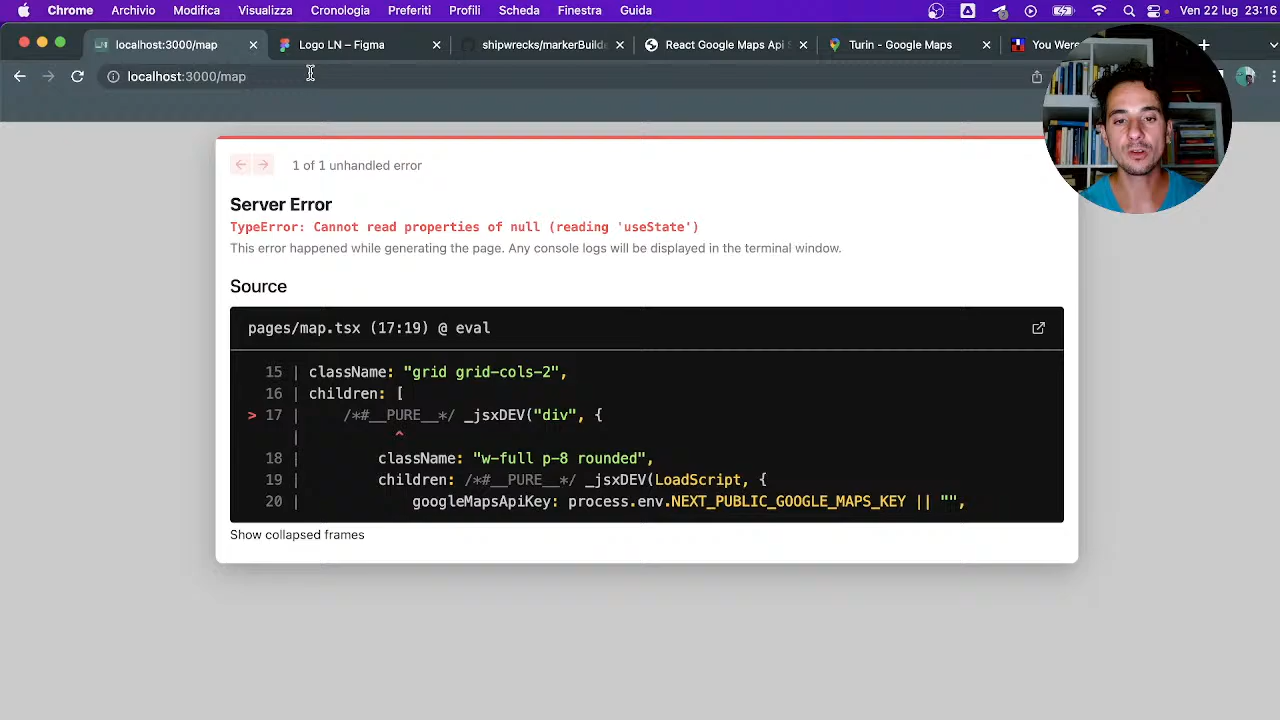 Chrome Archivio Modifica Visualizza Cronologia Preferiti Profili Scheda Finestra Guida Ven 22 lug 23:16
localhost:3000/map Logo LN – Figma shipwrecks/markerBuilde React Google Maps Api S Turin - Google Maps You Were
localhost:3000/map
1 of 1 unhandled error
Server Error
TypeError: Cannot read properties of null (reading 'useState')
This error happened while generating the page. Any console logs will be displayed in the terminal window.
Source
pages/map.tsx (17:19) @ eval
15 | className: "grid grid-cols-2",
16 | children: [
> 17 | /*#__PURE__*/ _jsxDEV("div", {
| ^
18 | className: "w-full p-8 rounded",
19 | children: /*#__PURE__*/ _jsxDEV(LoadScript, {
20 | googleMapsApiKey: process.env.NEXT_PUBLIC_GOOGLE_MAPS_KEY || "",
Show collapsed frames